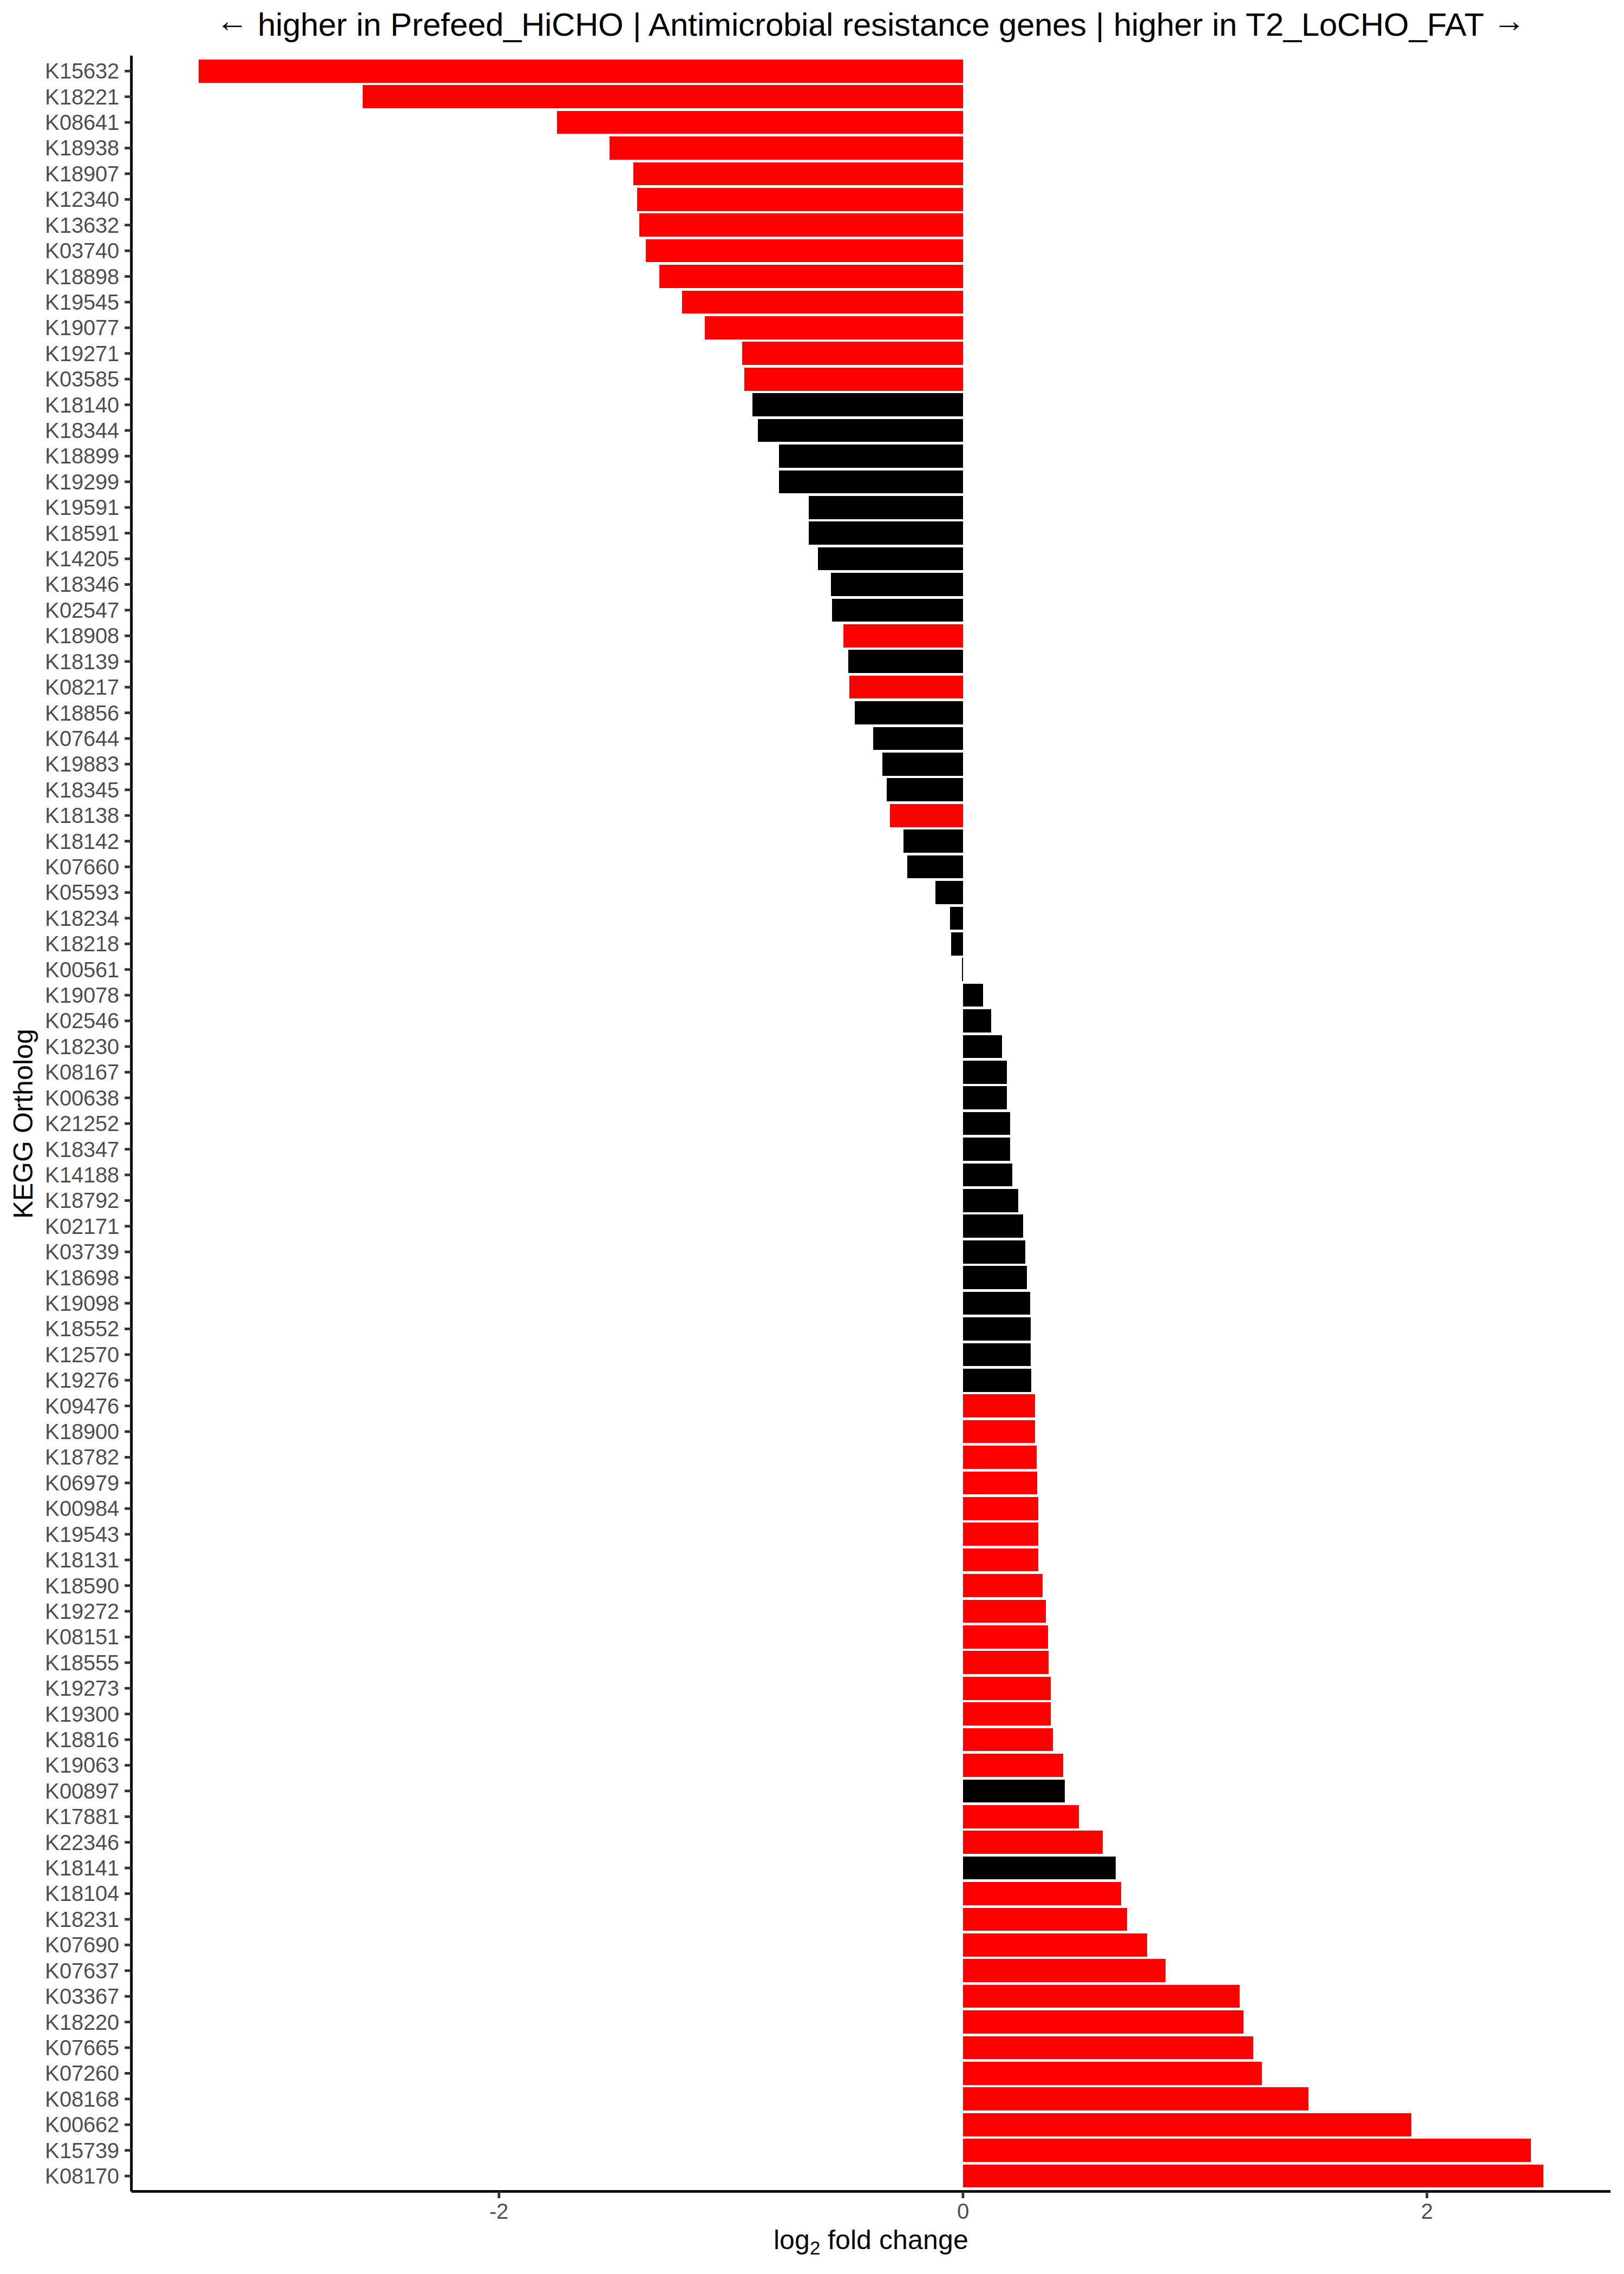 ← higher in Prefeed_HiCHO | Antimicrobial resistance genes | higher in T2_LoCHO_FAT →
K15632
K18221
K08641
K18938
K18907
K12340
K13632
K03740
K18898
K19545
K19077
K19271
K03585
K18140
K18344
K18899
K19299
K19591
K18591
K14205
K18346
K02547
K18908
K18139
K08217
K18856
K07644
K19883
K18345
K18138
K18142
K07660
K05593
K18234
K18218
K00561
K19078
K02546
K18230
K08167
K00638
K21252
K18347
K14188
K18792
K02171
K03739
K18698
K19098
K18552
K12570
K19276
K09476
K18900
K18782
K06979
K00984
K19543
K18131
K18590
K19272
K08151
K18555
K19273
K19300
K18816
K19063
K00897
K17881
K22346
K18141
K18104
K18231
K07690
K07637
K03367
K18220
K07665
K07260
K08168
K00662
K15739
K08170
KEGG Ortholog
-2 0 2
log₂ fold change